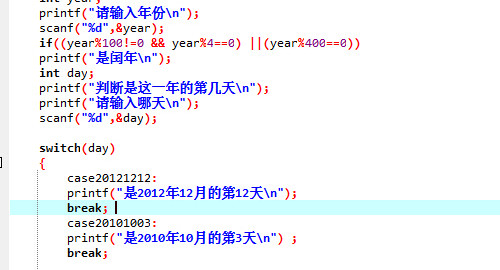 int year;
printf("请输入年份\n");
scanf("%d",&year);
if((year%100!=0 && year%4==0) ||(year%400==0))
printf("是闰年\n");
int day;
printf("判断是这一年的第几天\n");
printf("请输入哪天\n");
scanf("%d",&day);
switch(day)
{
case20121212:
printf("是2012年12月的第12天\n");
break;
case20101003:
printf("是2010年10月的第3天\n") ;
break;